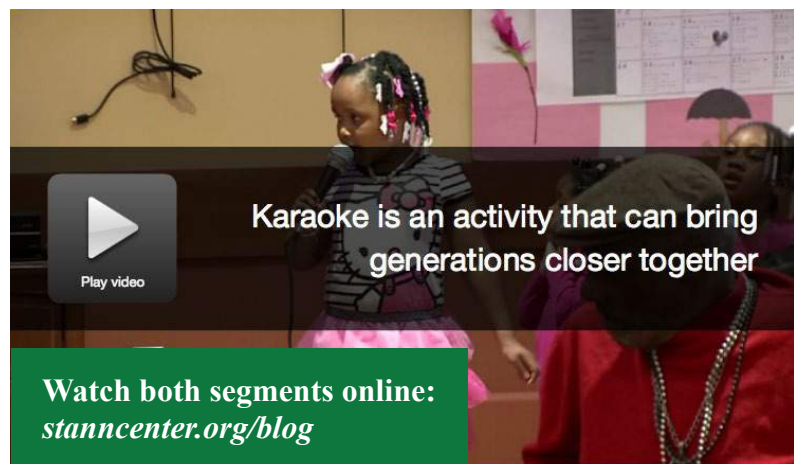 Karaoke is an activity that can bring
generations closer together
Play video
Watch both segments online:
stanncenter.org/blog